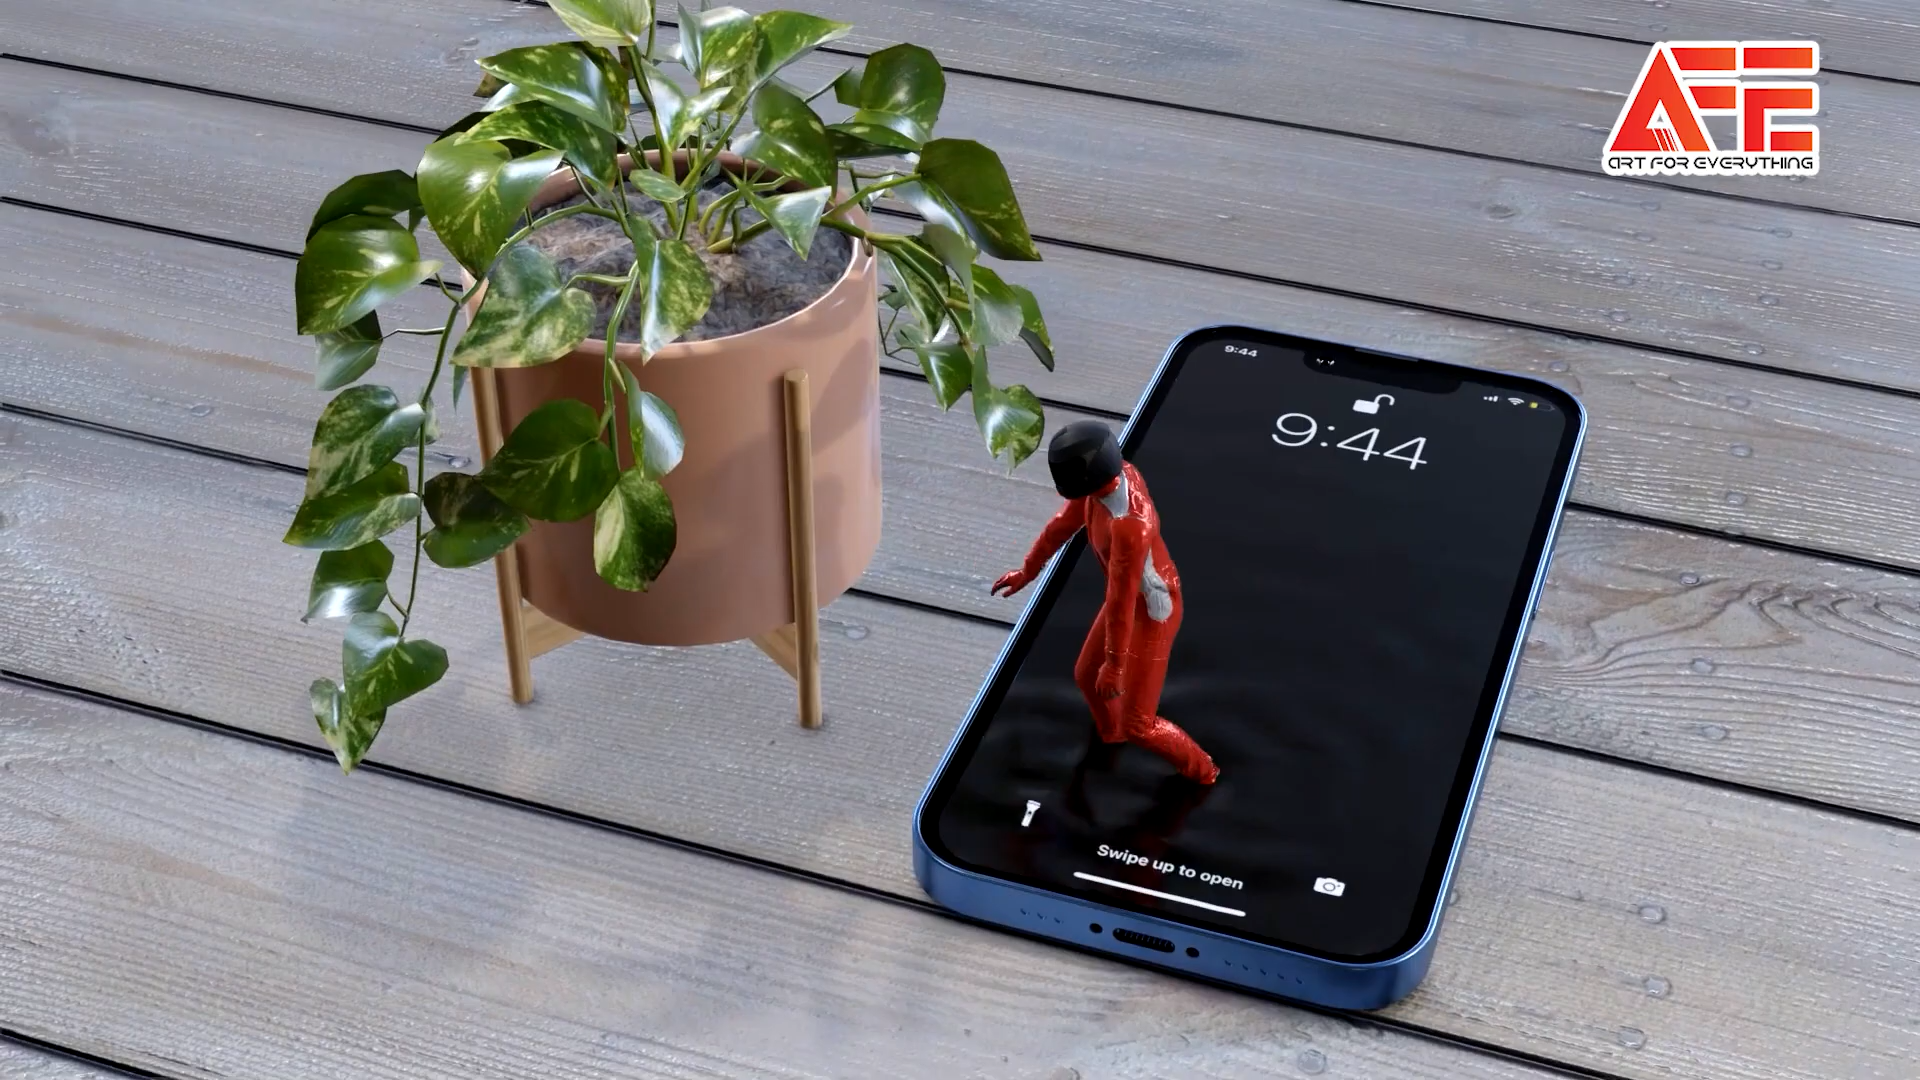 AFE
ART FOR EVERYTHING
9:44
9:44
Swipe up to open